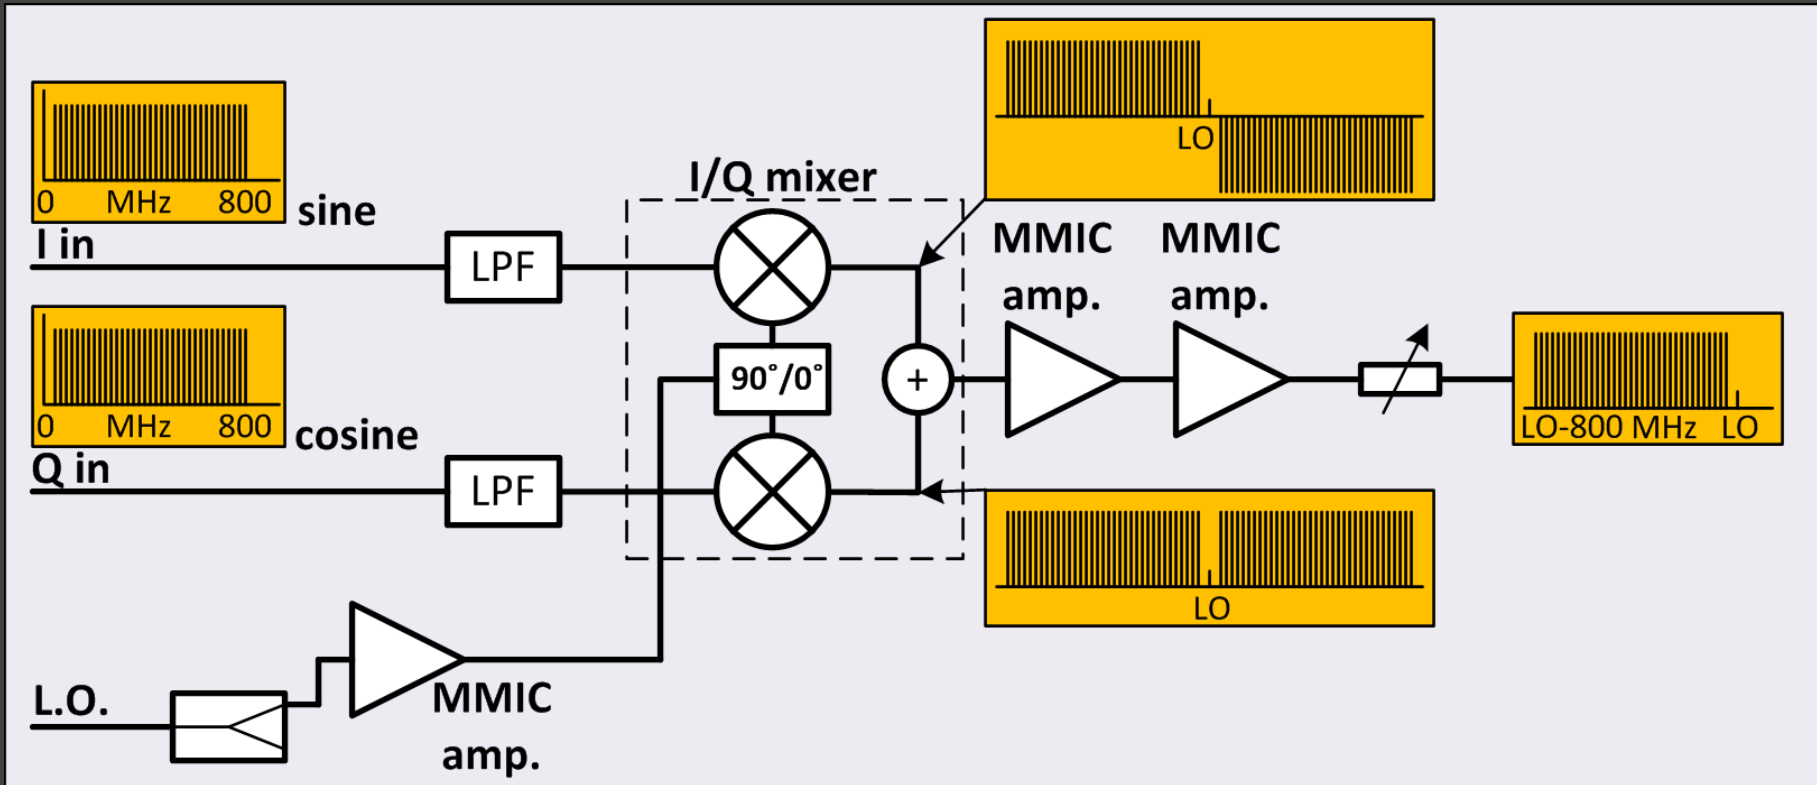 0 MHz 800
sine
I in
LPF
I/Q mixer
LO
MMIC
amp.
MMIC
amp.
0 MHz 800
cosine
Q in
LPF
90°/0°
+
LO-800 MHz LO
LO
L.O.
MMIC
amp.